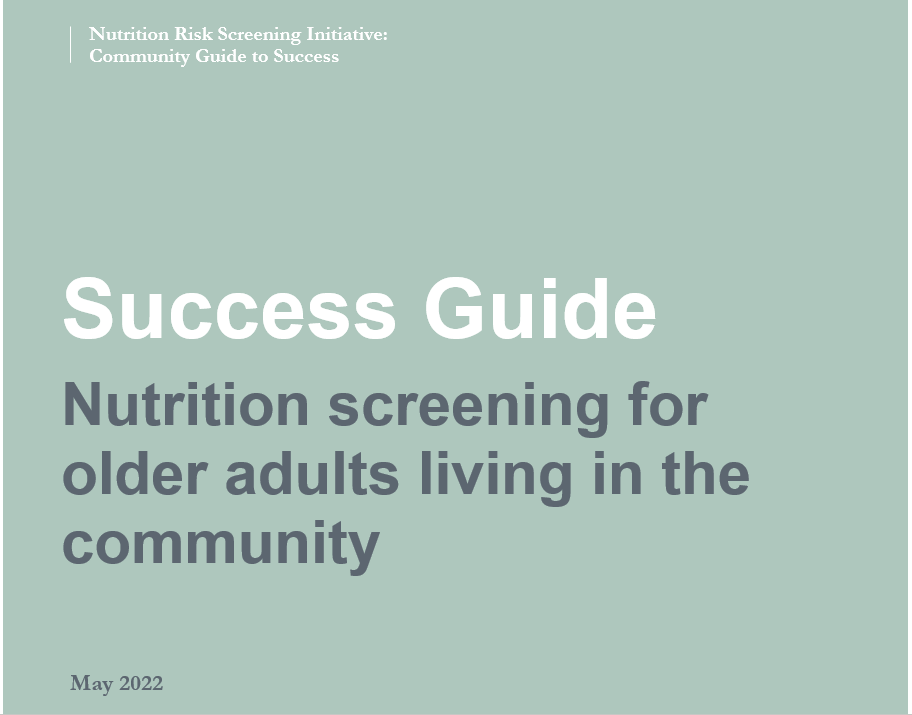 Nutrition Risk Screening Initiative:
Community Guide to Success
Success Guide
Nutrition screening for
older adults living in the
community
May 2022